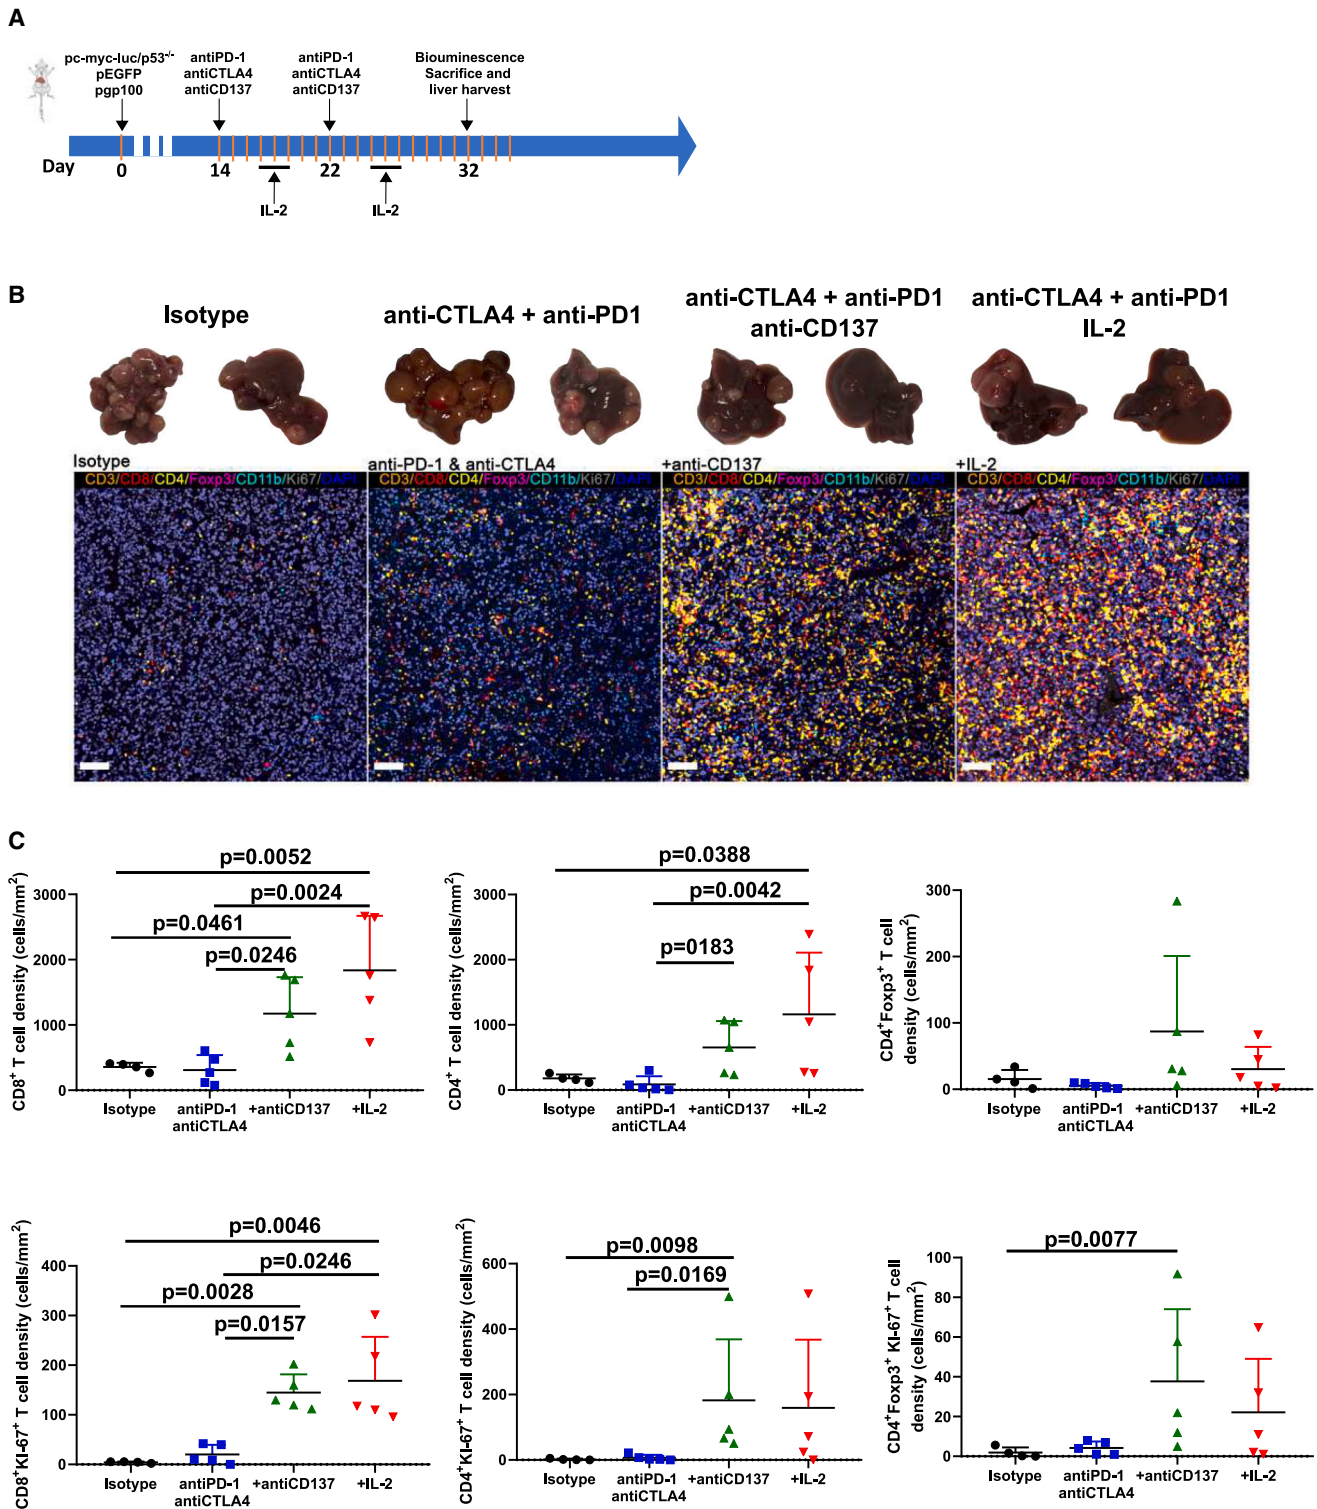 A
pc-myc-luc/p53-/-
pEGFP
pgp100
antiPD-1
antiCTLA4
antiCD137
antiPD-1
antiCTLA4
antiCD137
Biouminescence
Sacrifice and
liver harvest
Day 0 14 22 32
IL-2 IL-2
B
Isotype
anti-CTLA4 + anti-PD1
anti-CTLA4 + anti-PD1
anti-CD137
anti-CTLA4 + anti-PD1
IL-2
Isotype
CD3/CD8/CD4/Foxp3/CD11b/Ki67/DAPI
anti-PD-1 & anti-CTLA4
CD3/CD8/CD4/Foxp3/CD11b/Ki67/DAPI
+anti-CD137
CD3/CD8/CD4/Foxp3/CD11b/Ki67/DAPI
+IL-2
CD3/CD8/CD4/Foxp3/CD11b/Ki67/DAPI
C
CD8+ T cell density (cells/mm2)
3000
2000
1000
0
p=0.0052
p=0.0024
p=0.0461
p=0.0246
Isotype antiPD-1 +antiCD137 +IL-2
antiCTLA4
CD4+ T cell density (cells/mm2)
3000
2000
1000
0
p=0.0388
p=0.0042
p=0183
Isotype antiPD-1 +antiCD137 +IL-2
antiCTLA4
CD4+Foxp3+ T cell
density (cells/mm2)
300
200
100
0
Isotype antiPD-1 +antiCD137 +IL-2
antiCTLA4
CD8+KI-67+ T cell density (cells/mm2)
400
300
200
100
0
p=0.0046
p=0.0246
p=0.0028
p=0.0157
Isotype antiPD-1 +antiCD137 +IL-2
antiCTLA4
CD4+KI-67+ T cell density (cells/mm2)
600
400
200
0
p=0.0098
p=0.0169
Isotype antiPD-1 +antiCD137 +IL-2
antiCTLA4
CD4+Foxp3+ KI-67+ T cell
density (cells/mm2)
100
80
60
40
20
0
p=0.0077
Isotype antiPD-1 +antiCD137 +IL-2
antiCTLA4